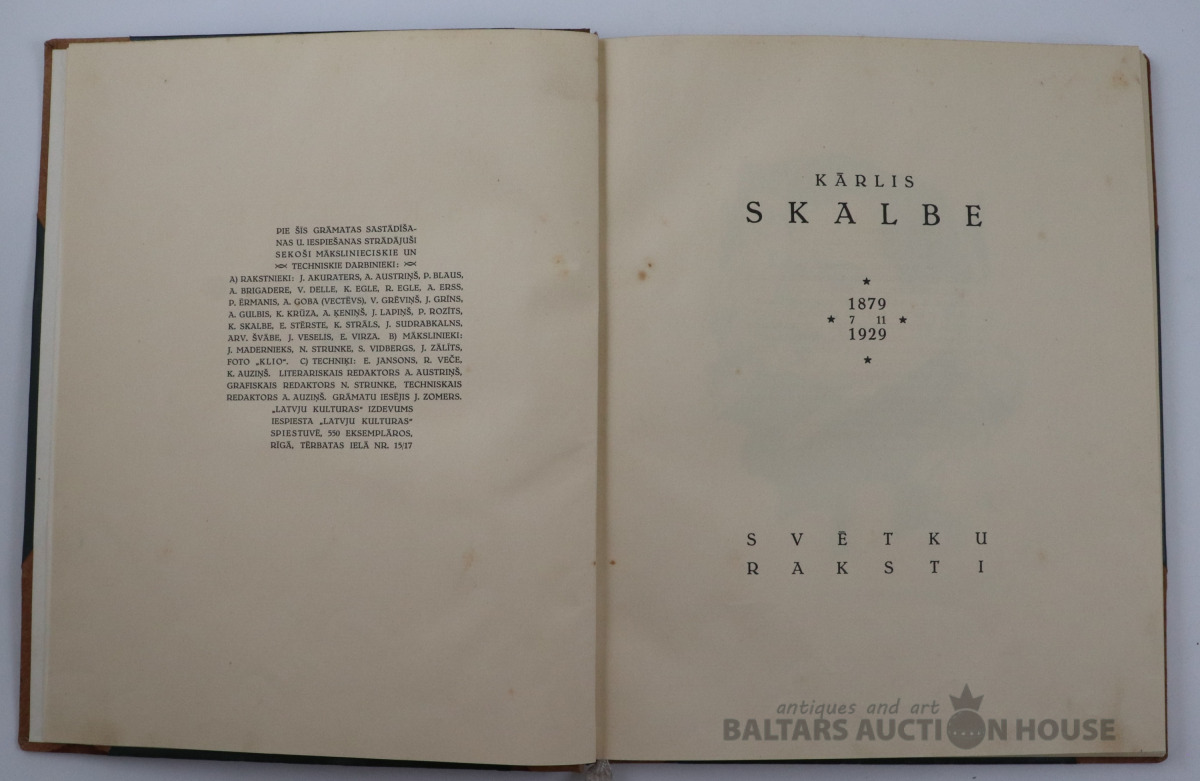 PIE ŠĪS GRĀMATAS SASTĀDĪŠA-
NAS U. IESPIEŠANAS STRĀDĀJUŠI
SEKOŠI MĀKSLINIECISKIE UN
TECHNISKIE DARBINIEKI:
A) RAKSTNIEKI: J. AKURATERS, A. AUSTRIŅŠ, P. BLAUS,
A. BRIGADERE, V. DELLE, K. EGLE, R. EGLE, A. ERSS,
P. ĒRMANIS, A. GOBA (VECTĒVS), V. GRĒVIŅŠ, J. GRĪNS,
A. GULBIS, K. KRŪZA, A. ĶENIŅŠ, J. LAPIŅŠ, P. ROZĪTS,
K. SKALBE, E. STĒRSTE, K. STRĀLS, J. SUDRABKALNS,
ARV. ŠVĀBE, J. VESELIS, E. VIRZA. B) MĀKSLINIEKI:
J. MADERNIEKS, N. STRUNKE, S. VIDBERGS, J. ZĀLĪTS,
FOTO „KLIO“. C) TECHNIĶI: E. JANSONS, R. VEČE,
K. AUZIŅŠ. LITERARISKAIS REDAKTORS A. AUSTRIŅŠ,
GRAFISKAIS REDAKTORS N. STRUNKE, TECHNISKAIS
REDAKTORS A. AUZIŅŠ. GRĀMATU IESĒJIS J. ZOMERS.
„LATVJU KULTURAS“ IZDEVUMS
IESPIESTA „LATVJU KULTURAS“
SPIESTUVĒ, 550 EKSEMPLĀROS,
RĪGĀ, TĒRBATAS IELĀ NR. 15/17
KĀRLIS
SKALBE
1879
7 11
1929
SVĒTKU
RAKSTI
antiques and art
BALTARS AUCTION HOUSE